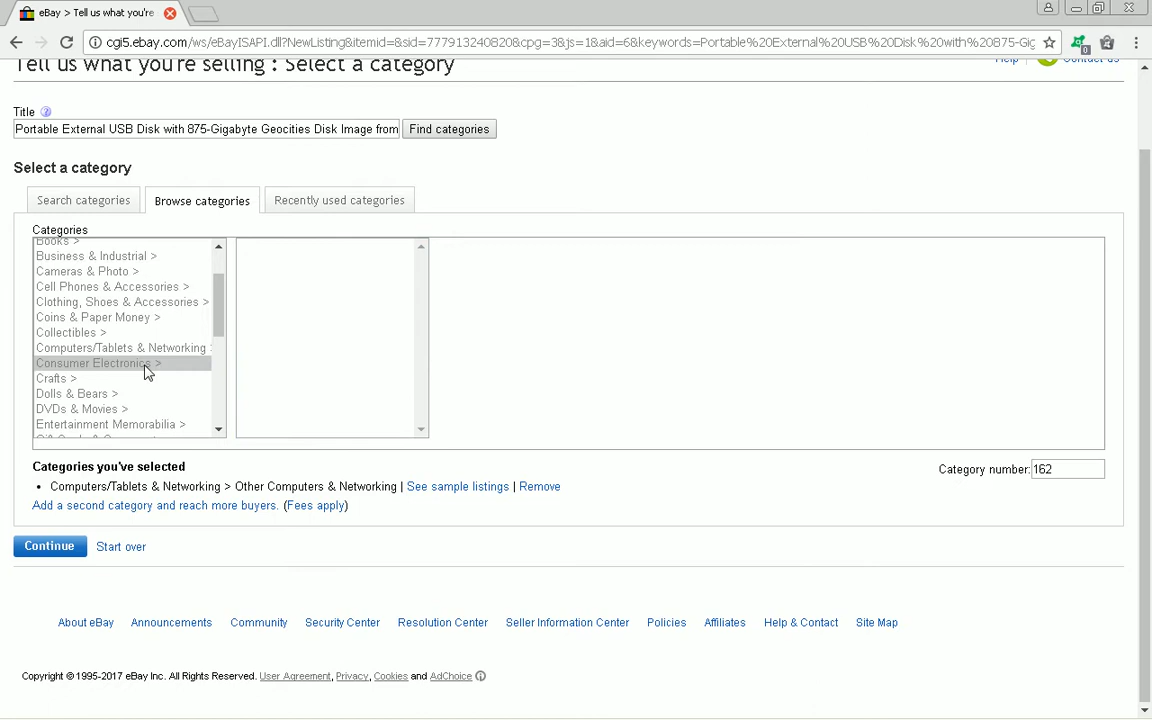 eBay > Tell us what you're
cgi5.ebay.com/ws/eBayISAPI.dll?NewListing&itemid=&sid=777913240820&cpg=3&js=1&aid=6&keywords=Portable%20External%20USB%20Disk%20with%20875-Gig
0
Tell us what you're selling : Select a category
Help | Contact us
Title ?
Portable External USB Disk with 875-Gigabyte Geocities Disk Image from
Find categories
Select a category
Search categories
Browse categories
Recently used categories
Categories
Books >
Business & Industrial >
Cameras & Photo >
Cell Phones & Accessories >
Clothing, Shoes & Accessories >
Coins & Paper Money >
Collectibles >
Computers/Tablets & Networking
Consumer Electronics >
Crafts >
Dolls & Bears >
DVDs & Movies >
Entertainment Memorabilia >
Categories you've selected
Category number: 162
• Computers/Tablets & Networking > Other Computers & Networking | See sample listings | Remove
Add a second category and reach more buyers. (Fees apply)
Continue
Start over
About eBay Announcements Community Security Center Resolution Center Seller Information Center Policies Affiliates Help & Contact Site Map
Copyright © 1995-2017 eBay Inc. All Rights Reserved. User Agreement, Privacy, Cookies and AdChoice